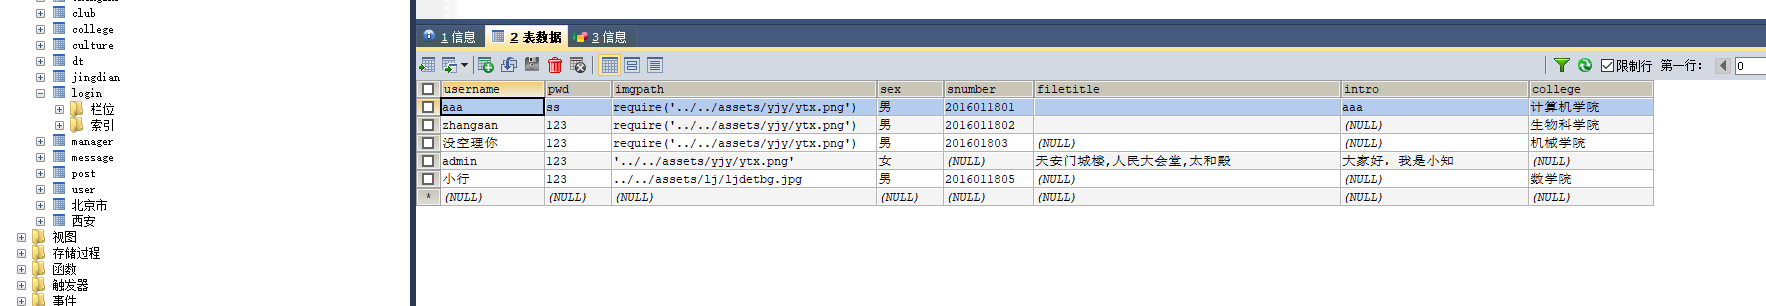 club
college
culture
dt
jingdian
login
栏位
索引
manager
message
post
user
北京市
西安
视图
存储过程
函数
触发器
事件
1 信息 2 表数据 3 信息
限制行 第一行: 0
username pwd imgpath sex snumber filetitle intro college
aaa ss require('../../assets/yjy/ytx.png') 男 2016011801 aaa 计算机学院
zhangsan 123 require('../../assets/yjy/ytx.png') 男 2016011802 (NULL) 生物科学院
没空理你 123 require('../../assets/yjy/ytx.png') 男 201601803 (NULL) (NULL) 机械学院
admin 123 '../../assets/yjy/ytx.png' 女 (NULL) 天安门城楼,人民大会堂,太和殿 大家好，我是小知 (NULL)
小行 123 ../../assets/lj/ljdetbg.jpg 男 2016011805 (NULL) (NULL) 数学院
* (NULL) (NULL) (NULL) (NULL) (NULL) (NULL) (NULL) (NULL)